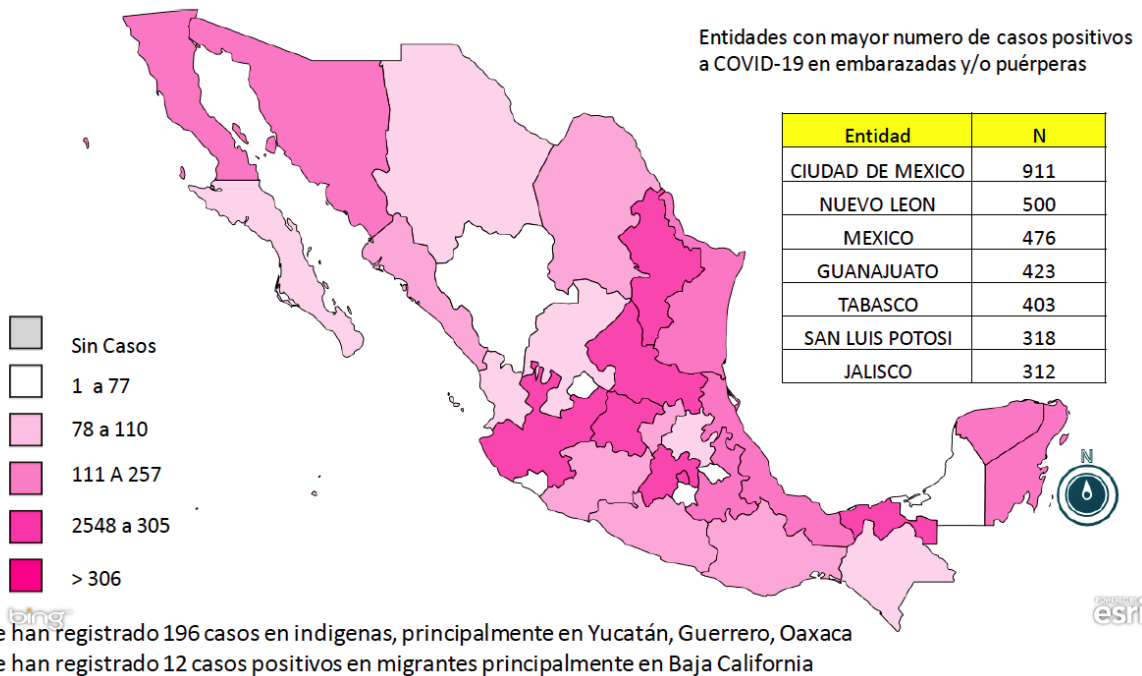 Entidades con mayor numero de casos positivos
a COVID-19 en embarazadas y/o puérperas
Entidad N
CIUDAD DE MEXICO 911
NUEVO LEON 500
MEXICO 476
GUANAJUATO 423
TABASCO 403
SAN LUIS POTOSI 318
JALISCO 312
Sin Casos
1 a 77
78 a 110
111 A 257
2548 a 305
> 306
N
bing
POWERED BY
esri
e han registrado 196 casos en indigenas, principalmente en Yucatán, Guerrero, Oaxaca
e han registrado 12 casos positivos en migrantes principalmente en Baja California